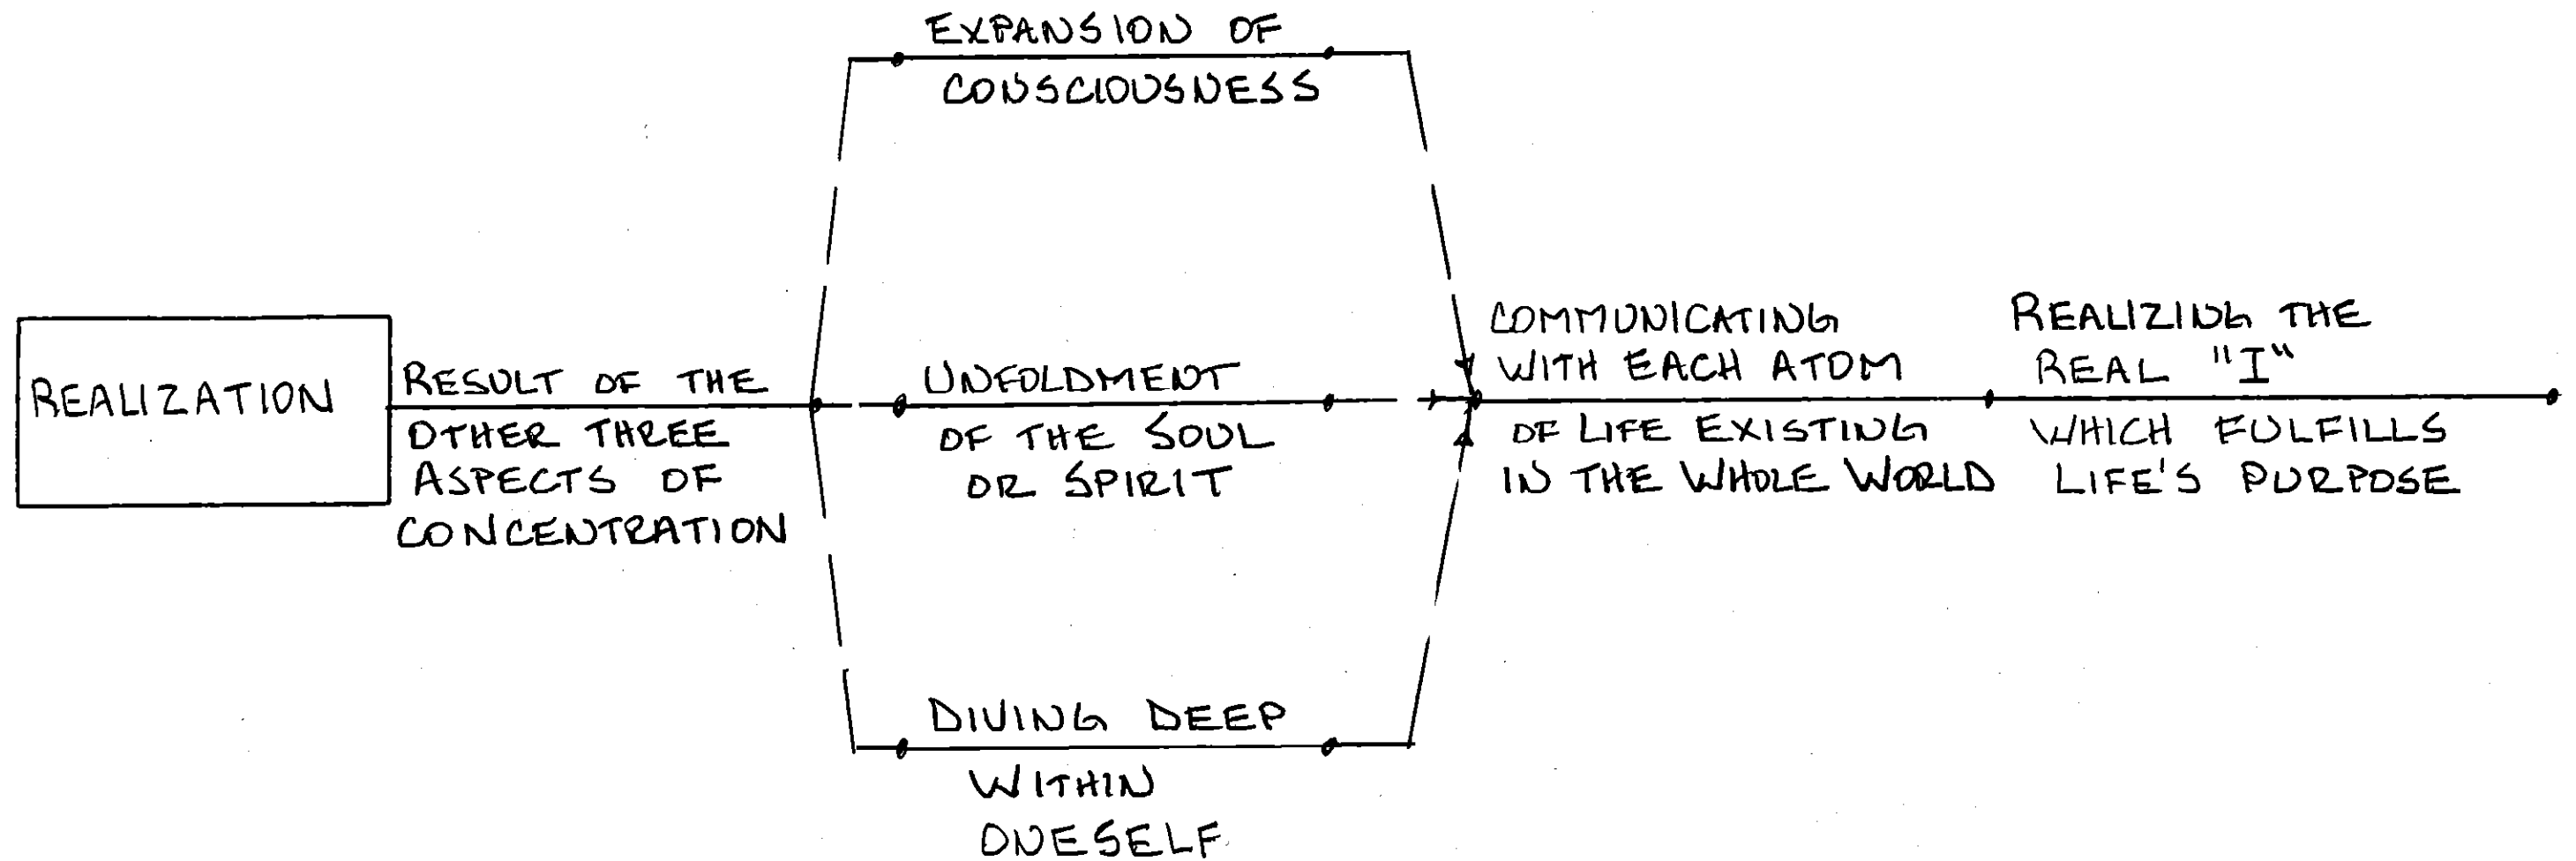 REALIZATION
RESULT OF THE
OTHER THREE
ASPECTS OF
CONCENTRATION
EXPANSION OF
CONSCIOUSNESS
UNFOLDMENT
OF THE SOUL
OR SPIRIT
DIVING DEEP
WITHIN
ONESELF
COMMUNICATING
WITH EACH ATOM
OF LIFE EXISTING
IN THE WHOLE WORLD
REALIZING THE
REAL "I"
WHICH FULFILLS
LIFE'S PURPOSE